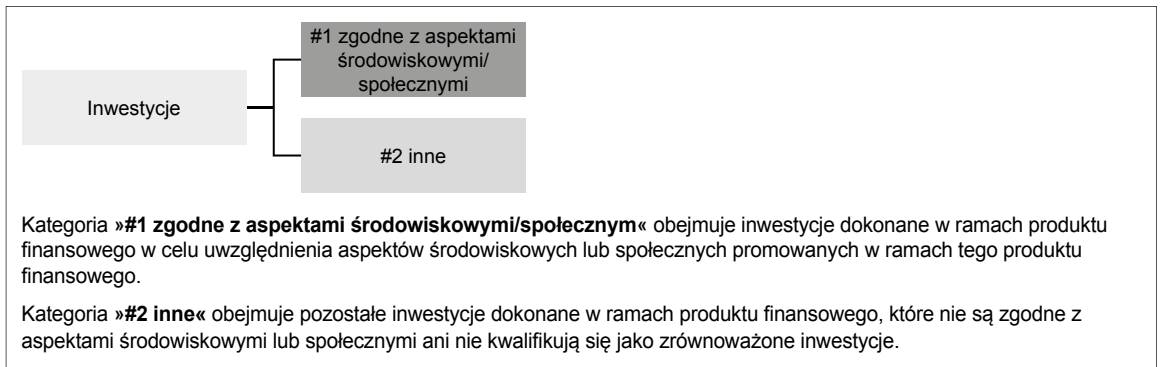 #1 zgodne z aspektami
środowiskowymi/
społecznymi
Inwestycje
#2 inne
Kategoria »#1 zgodne z aspektami środowiskowymi/społecznym« obejmuje inwestycje dokonane w ramach produktu
finansowego w celu uwzględnienia aspektów środowiskowych lub społecznych promowanych w ramach tego produktu
finansowego.
Kategoria »#2 inne« obejmuje pozostałe inwestycje dokonane w ramach produktu finansowego, które nie są zgodne z
aspektami środowiskowymi lub społecznymi ani nie kwalifikują się jako zrównoważone inwestycje.